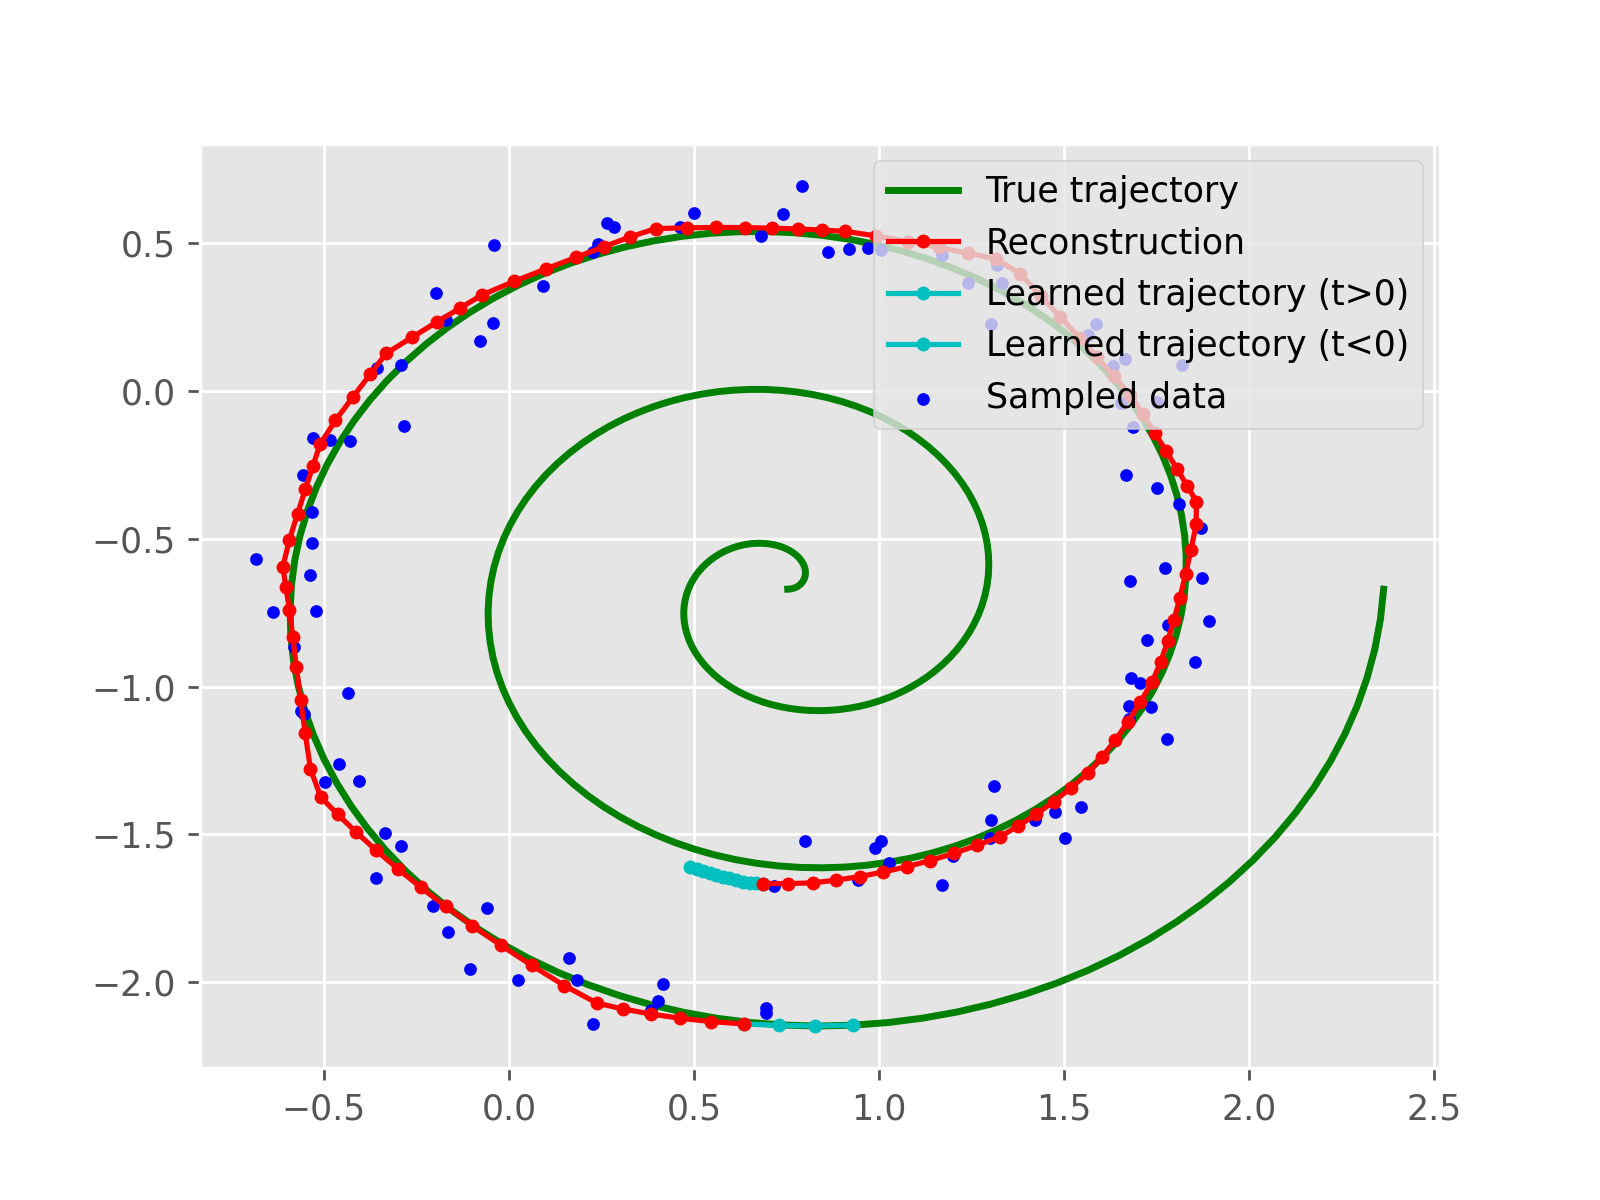 True trajectory
Reconstruction
Learned trajectory (t>0)
Learned trajectory (t<0)
Sampled data
0.5
0.0
−0.5
−1.0
−1.5
−2.0
−0.5 0.0 0.5 1.0 1.5 2.0 2.5